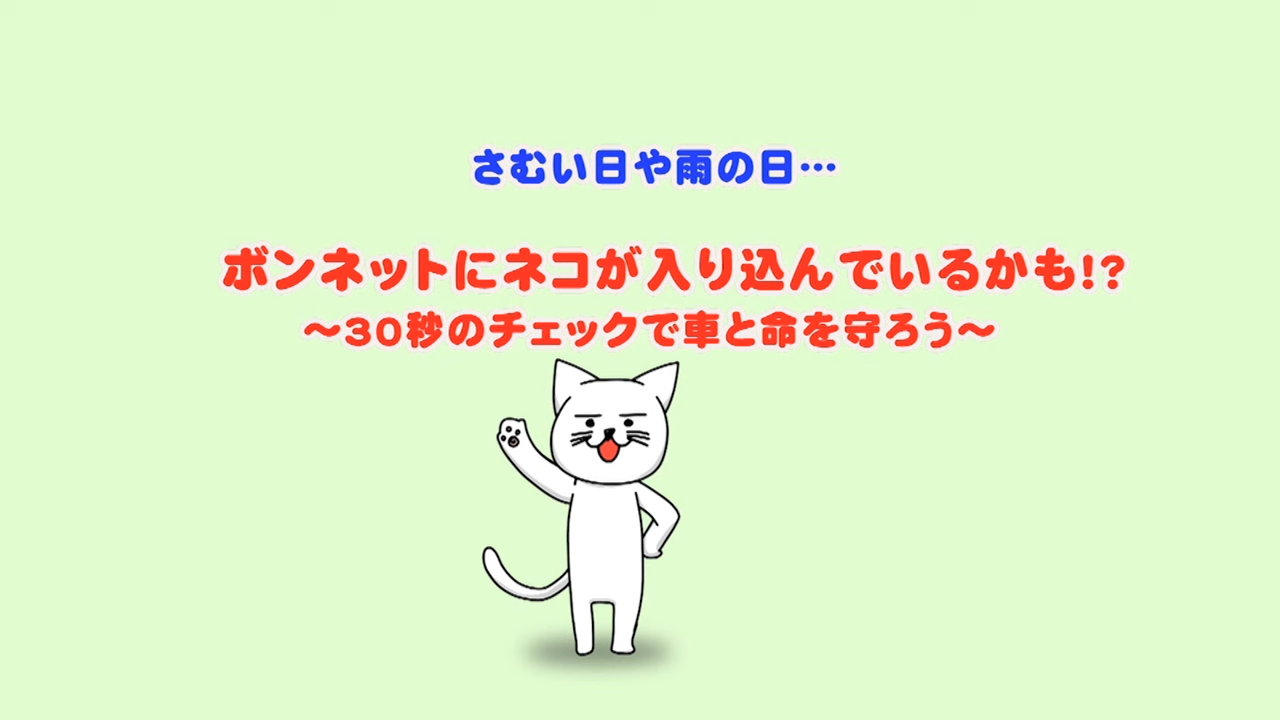 さむい日や雨の日…
ボンネットにネコが入り込んでいるかも!?
～30秒のチェックで車と命を守ろう～